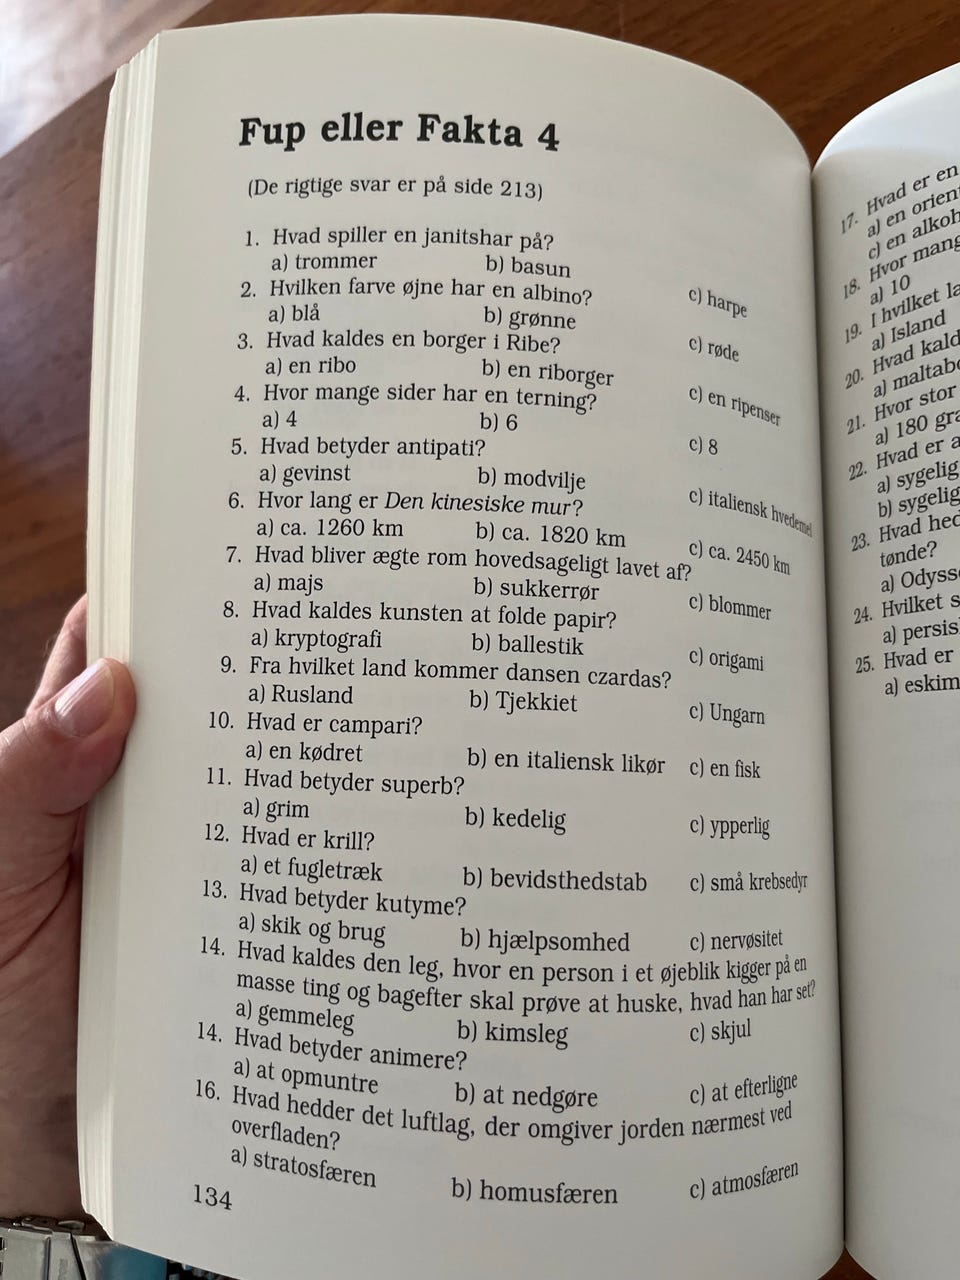 Fup eller Fakta 4
(De rigtige svar er på side 213)
1. Hvad spiller en janitshar på?
a) trommer b) basun c) harpe
2. Hvilken farve øjne har en albino?
a) blå b) grønne c) røde
3. Hvad kaldes en borger i Ribe?
a) en ribo b) en riborger c) en ripenser
4. Hvor mange sider har en terning?
a) 4 b) 6 c) 8
5. Hvad betyder antipati?
a) gevinst b) modvilje c) italiensk hvedemel
6. Hvor lang er Den kinesiske mur?
a) ca. 1260 km b) ca. 1820 km c) ca. 2450 km
7. Hvad bliver ægte rom hovedsageligt lavet af?
a) majs b) sukkerrør c) blommer
8. Hvad kaldes kunsten at folde papir?
a) kryptografi b) ballestik c) origami
9. Fra hvilket land kommer dansen czardas?
a) Rusland b) Tjekkiet c) Ungarn
10. Hvad er campari?
a) en kødret b) en italiensk likør c) en fisk
11. Hvad betyder superb?
a) grim b) kedelig c) ypperlig
12. Hvad er krill?
a) et fugletræk b) bevidsthedstab c) små krebsedyr
13. Hvad betyder kutyme?
a) skik og brug b) hjælpsomhed c) nervøsitet
14. Hvad kaldes den leg, hvor en person i et øjeblik kigger på en
masse ting og bagefter skal prøve at huske, hvad han har set?
a) gemmeleg b) kimsleg c) skjul
14. Hvad betyder animere?
a) at opmuntre b) at nedgøre c) at efterligne
16. Hvad hedder det luftlag, der omgiver jorden nærmest ved
overfladen?
a) stratosfæren b) homusfæren c) atmosfæren
134
17. Hvad er en
a) en orient
c) en alkoh
18. Hvor mang
a) 10
19. I hvilket la
a) Island
20. Hvad kald
a) maltab
21. Hvor stor
a) 180 gra
22. Hvad er a
a) sygelig
b) sygelig
23. Hvad hed
tønde?
a) Odyss
24. Hvilket s
a) persis
25. Hvad er
a) eskim